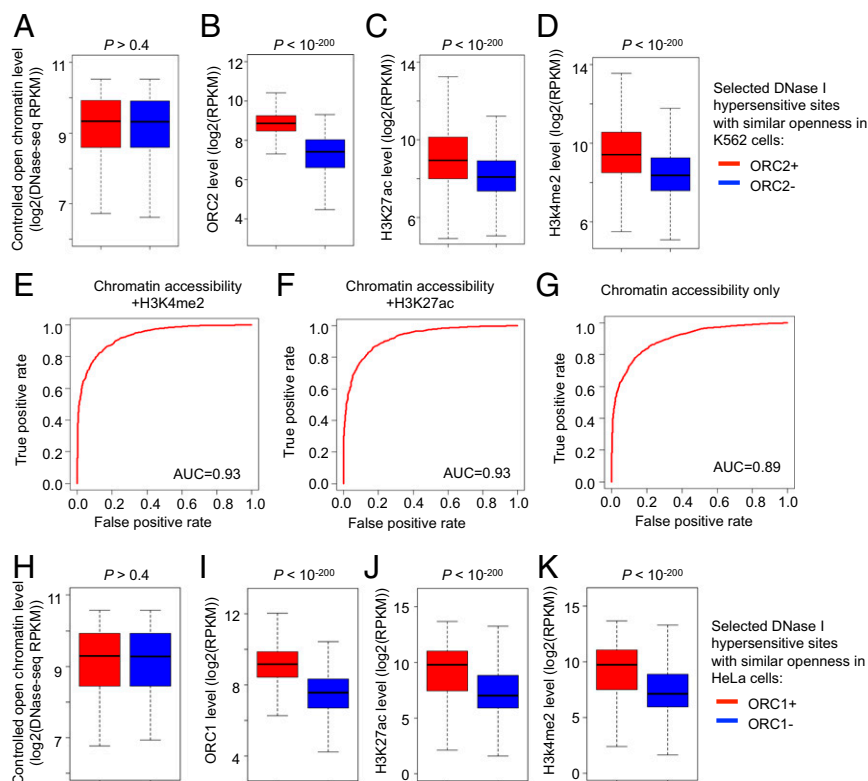 A
P > 0.4
Controlled open chromatin level
(log2(DNase-seq RPKM))
11
9
7
B
P < 10-200
ORC2 level (log2(RPKM))
12
10
8
6
4
C
P < 10-200
H3K27ac level (log2(RPKM))
14
10
6
D
P < 10-200
H3k4me2 level (log2(RPKM))
14
10
6
Selected DNase I
hypersensitive sites
with similar openness in
K562 cells:
ORC2+
ORC2-
E
Chromatin accessibility
+H3K4me2
True positive rate
1.0
0.8
0.6
0.4
0.2
0.0
AUC=0.93
0.0 0.2 0.4 0.6 0.8 1.0
False positive rate
F
Chromatin accessibility
+H3K27ac
True positive rate
1.0
0.8
0.6
0.4
0.2
0.0
AUC=0.93
0.0 0.2 0.4 0.6 0.8 1.0
False positive rate
G
Chromatin accessibility only
True positive rate
1.0
0.8
0.6
0.4
0.2
0.0
AUC=0.89
0.0 0.2 0.4 0.6 0.8 1.0
False positive rate
H
P > 0.4
Controlled open chromatin level
(log2(DNase-seq RPKM))
11
9
7
I
P < 10-200
ORC1 level (log2(RPKM))
12
8
4
J
P < 10-200
H3K27ac level (log2(RPKM))
15
10
5
0
K
P < 10-200
H3k4me2 level (log2(RPKM))
15
10
5
0
Selected DNase I
hypersensitive sites
with similar openness in
HeLa cells:
ORC1+
ORC1-